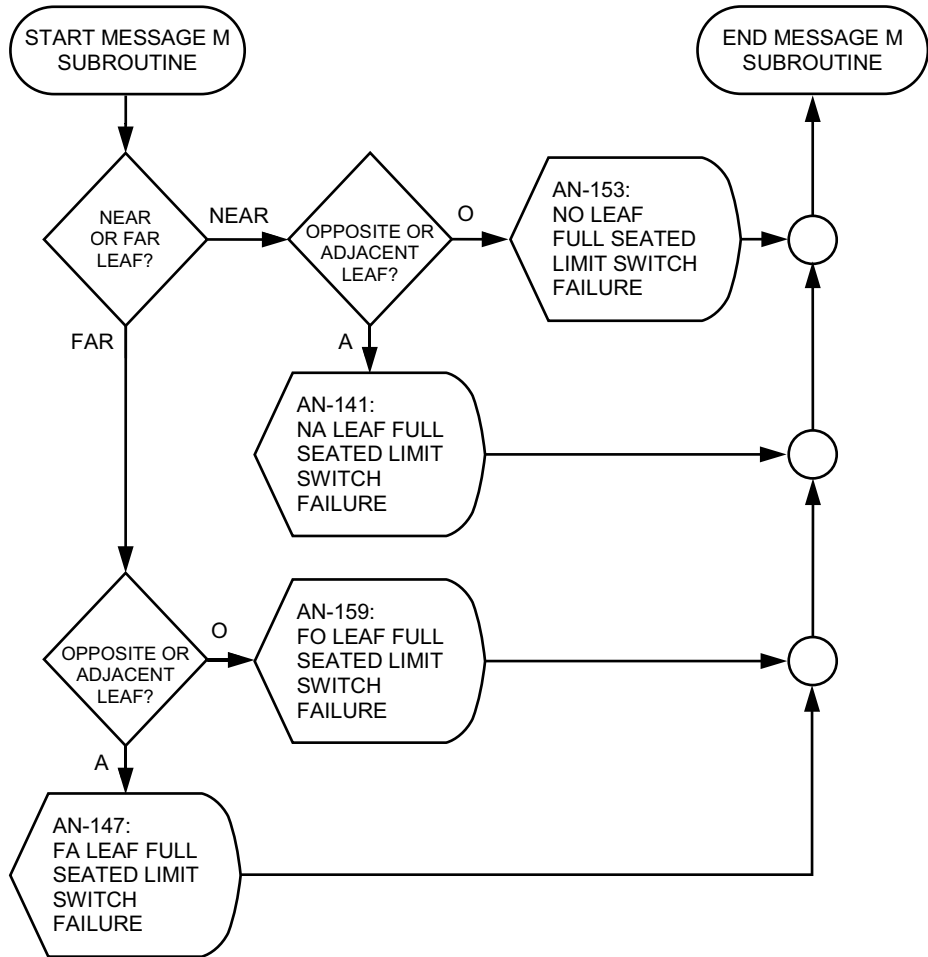 START MESSAGE M
SUBROUTINE
END MESSAGE M
SUBROUTINE
NEAR
OR FAR
LEAF?
NEAR
OPPOSITE OR
ADJACENT
LEAF?
O
AN-153:
NO LEAF
FULL SEATED
LIMIT SWITCH
FAILURE
FAR
A
AN-141:
NA LEAF FULL
SEATED LIMIT
SWITCH
FAILURE
OPPOSITE OR
ADJACENT
LEAF?
O
AN-159:
FO LEAF FULL
SEATED LIMIT
SWITCH
FAILURE
A
AN-147:
FA LEAF FULL
SEATED LIMIT
SWITCH
FAILURE